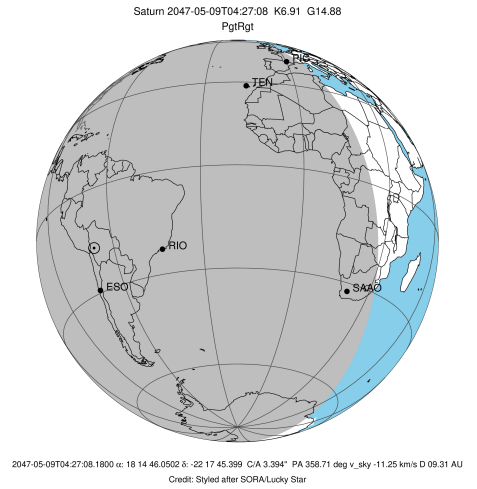 Saturn 2047-05-09T04:27:08 K6.91 G14.88
PgtRgt
PIC
TEN
RIO
ESO
SAAO
2047-05-09T04:27:08.1800 α: 18 14 46.0502 δ: -22 17 45.399 C/A 3.394" PA 358.71 deg v_sky -11.25 km/s D 09.31 AU
Credit: Styled after SORA/Lucky Star